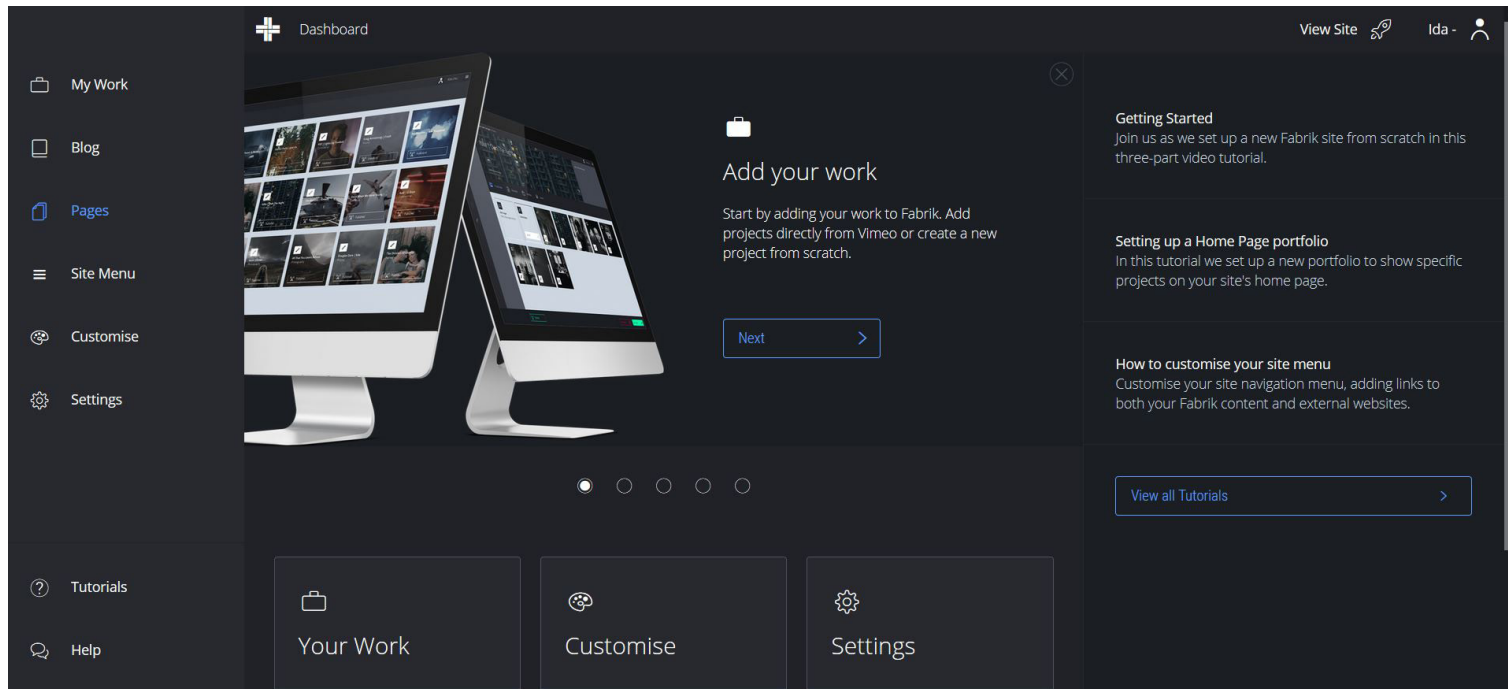 Dashboard
View Site
Ida -
My Work
Blog
Pages
Site Menu
Customise
Settings
Tutorials
Help
Add your work
Start by adding your work to Fabrik. Add
projects directly from Vimeo or create a new
project from scratch.
Next
Getting Started
Join us as we set up a new Fabrik site from scratch in this
three-part video tutorial.
Setting up a Home Page portfolio
In this tutorial we set up a new portfolio to show specific
projects on your site's home page.
How to customise your site menu
Customise your site navigation menu, adding links to
both your Fabrik content and external websites.
View all Tutorials
Your Work
Customise
Settings